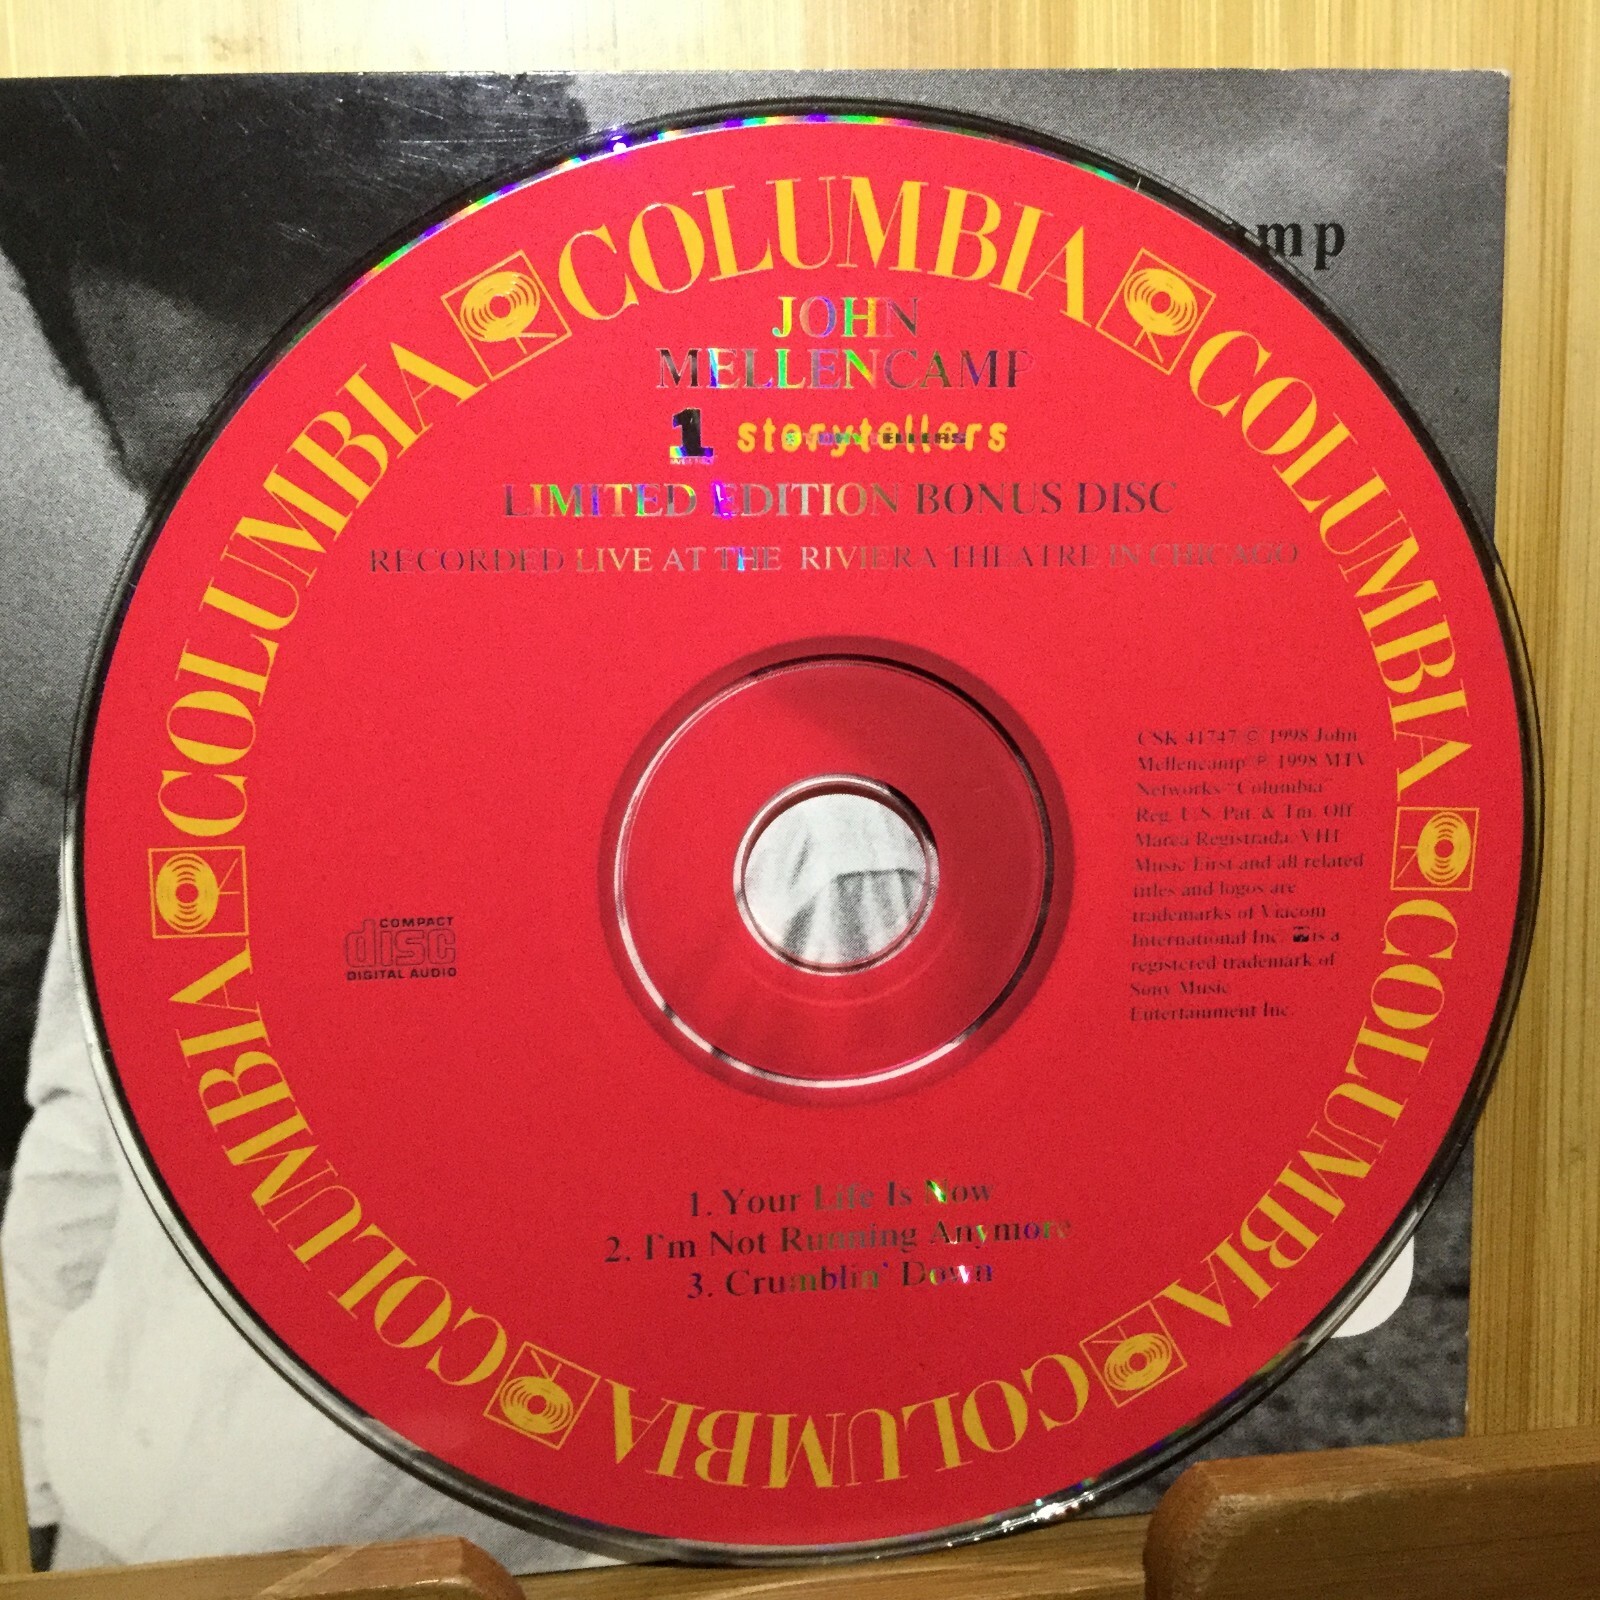 COLUMBIA
COLUMBIA
COLUMBIA
COLUMBIA
COLUMBIA
COLUMBIA
amp
JOHN
MELLENCAMP
1 storytellers
LIMITED EDITION BONUS DISC
RECORDED LIVE AT THE RIVIERA THEATRE IN CHICAGO
CSK 41747 © 1998 John
Mellencamp ℗ 1998 MTV
Networks "Columbia"
Reg. U.S. Pat. & Tm. Off.
Marca Registrada. VH1
Music First and all related
titles and logos are
trademarks of Viacom
International Inc. is a
registered trademark of
Sony Music
Entertainment Inc.
COMPACT
disc
DIGITAL AUDIO
1. Your Life Is Now
2. I'm Not Running Anymore
3. Crumblin' Down